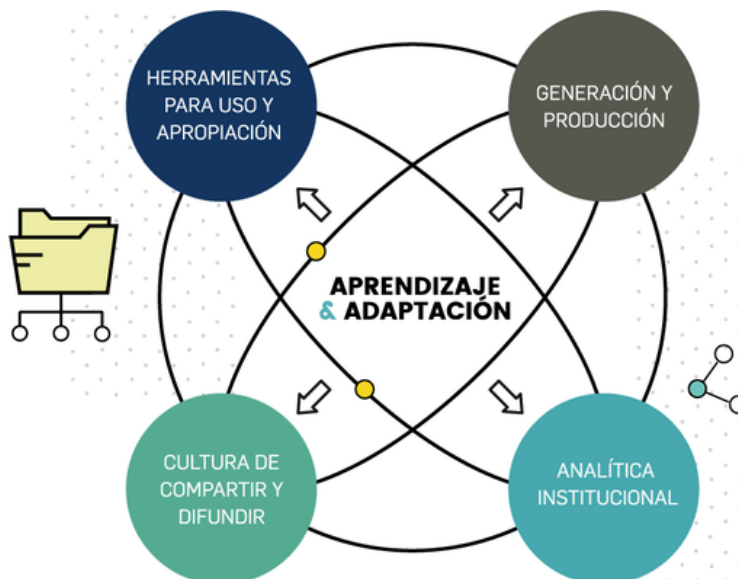 HERRAMIENTAS
PARA USO Y
APROPIACIÓN
GENERACIÓN Y
PRODUCCIÓN
APRENDIZAJE
& ADAPTACIÓN
CULTURA DE
COMPARTIR Y
DIFUNDIR
ANALÍTICA
INSTITUCIONAL